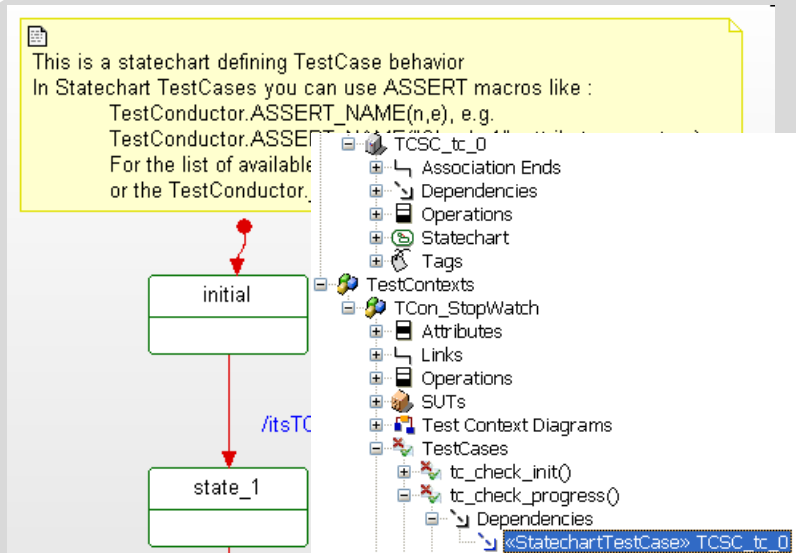 This is a statechart defining TestCase behavior
In Statechart TestCases you can use ASSERT macros like :
TestConductor.ASSERT_NAME(n,e), e.g.
TestConductor.ASSERT_NAME
For the list of available
or the TestConductor.
initial
/itsTC
state_1
TCSC_tc_0
Association Ends
Dependencies
Operations
Statechart
Tags
TestContexts
TCon_StopWatch
Attributes
Links
Operations
SUTs
Test Context Diagrams
TestCases
tc_check_init()
tc_check_progress()
Dependencies
«StatechartTestCase» TCSC_tc_0